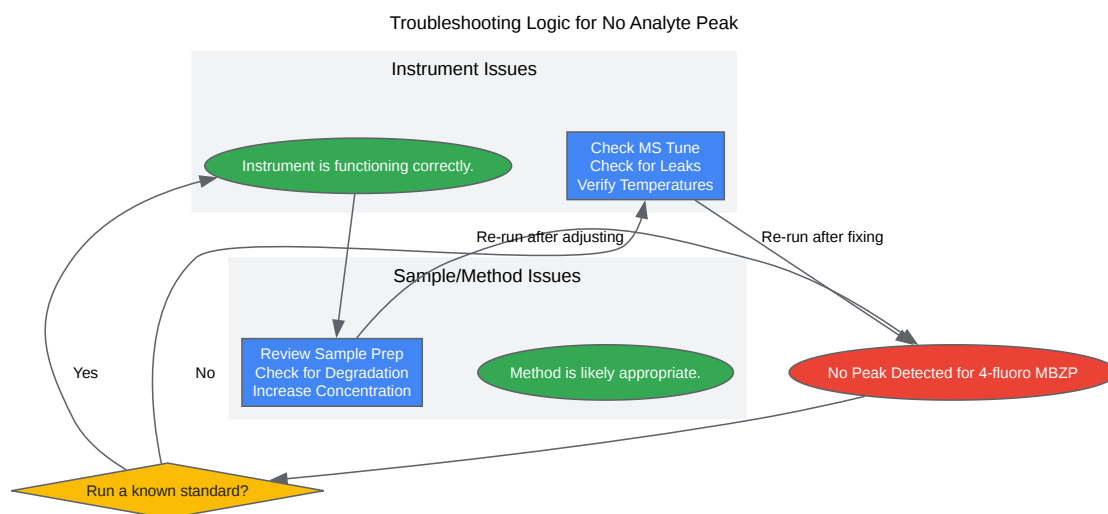 Troubleshooting Logic for No Analyte Peak
Instrument Issues
Instrument is functioning correctly.
Check MS Tune
Check for Leaks
Verify Temperatures
Re-run after adjusting
Re-run after fixing
Sample/Method Issues
Review Sample Prep
Check for Degradation
Increase Concentration
Method is likely appropriate.
No Peak Detected for 4-fluoro MBZP
Yes
No
Run a known standard?